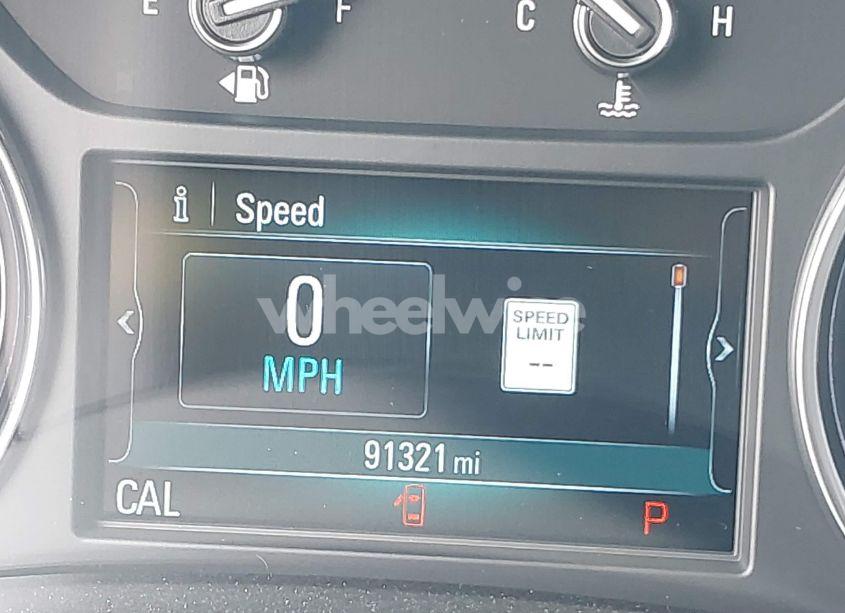 E F
C H
i Speed
0
MPH
SPEED
LIMIT
--
91321 mi
CAL
P
wheelwise